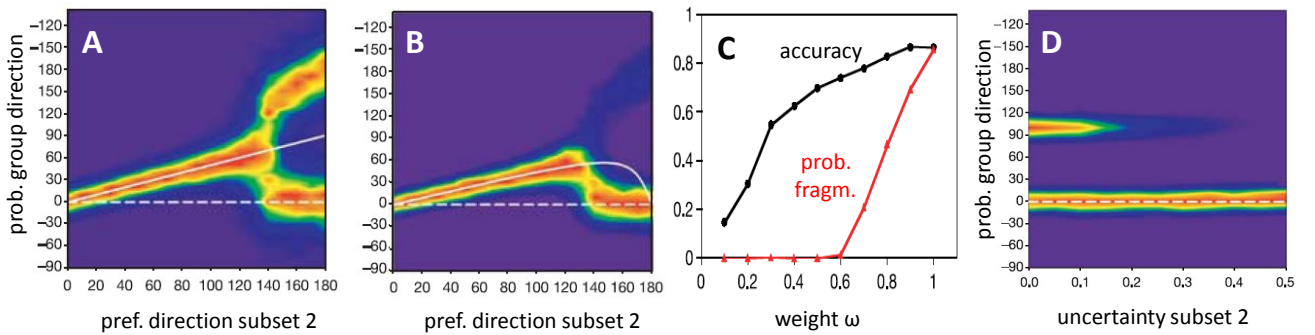 A
prob. group direction
−120
−150
180
150
120
90
60
30
0
−30
−60
−90
0 20 40 60 80 100 120 140 160 180
pref. direction subset 2
B
−120
−150
180
150
120
90
60
30
0
−30
−60
−90
0 20 40 60 80 100 120 140 160 180
pref. direction subset 2
C
accuracy
prob.
fragm.
1
0.8
0.6
0.4
0.2
0
0 0.2 0.4 0.6 0.8 1
weight ω
D
prob. group direction
−120
−150
180
150
120
90
60
30
0
−30
−60
−90
0.0 0.1 0.2 0.3 0.4 0.5
uncertainty subset 2